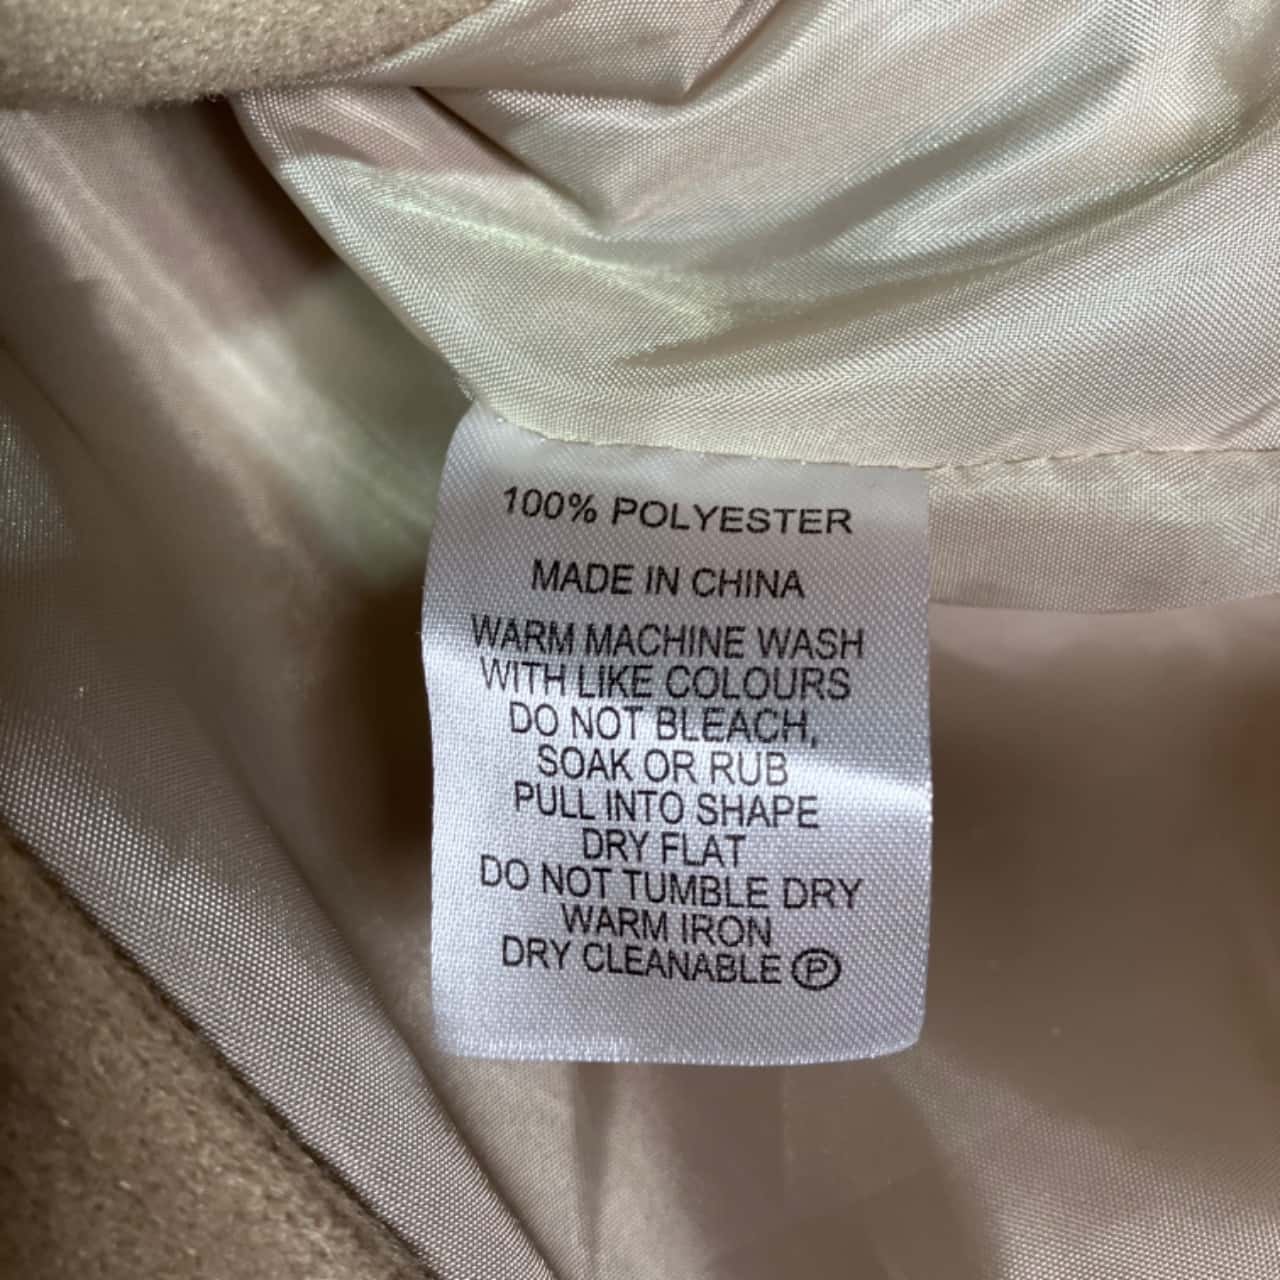 100% POLYESTER
MADE IN CHINA
WARM MACHINE WASH
WITH LIKE COLOURS
DO NOT BLEACH,
SOAK OR RUB
PULL INTO SHAPE
DRY FLAT
DO NOT TUMBLE DRY
WARM IRON
DRY CLEANABLE Ⓟ